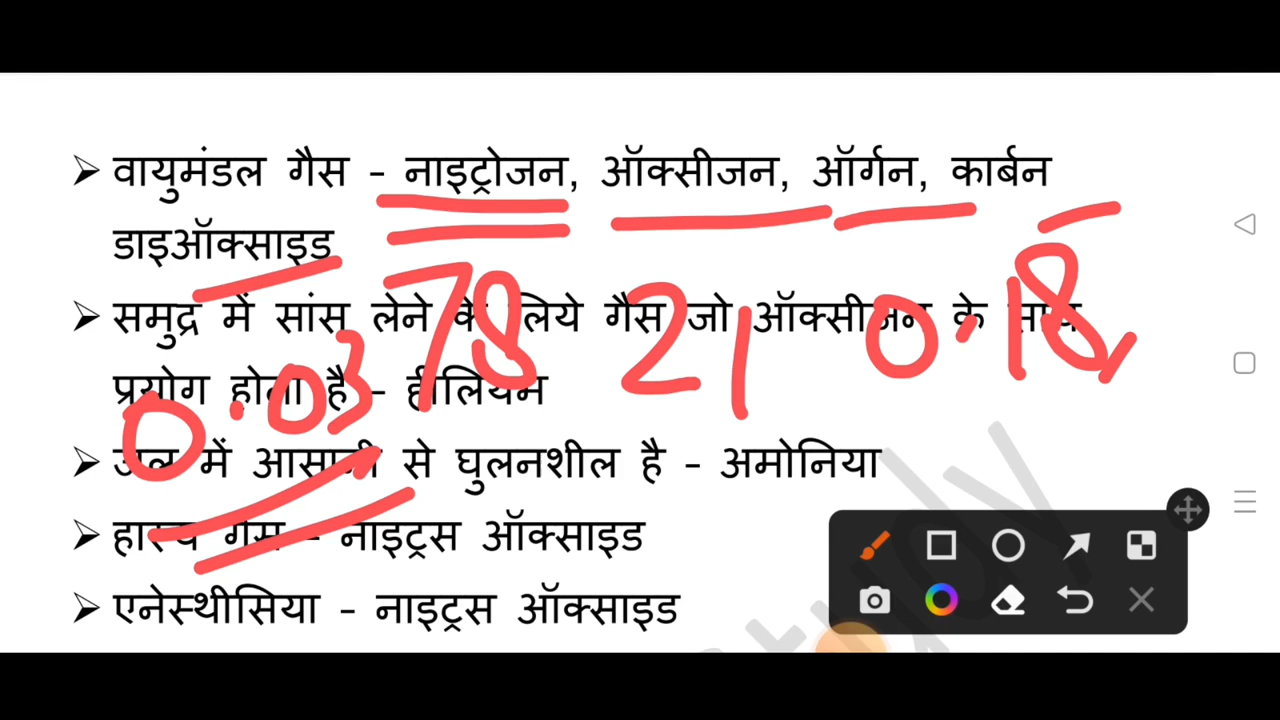 ➢ वायुमंडल गैस – नाइट्रोजन, ऑक्सीजन, ऑर्गन, कार्बन
डाइऑक्साइड
78 21 0.18
➢ समुद्र में सांस लेने के लिये गैस जो ऑक्सीजन के साथ
0.03
प्रयोग होता है – हीलियम
➢ जल में आसानी से घुलनशील है – अमोनिया
➢ हास्य गैस – नाइट्रस ऑक्साइड
➢ एनेस्थीसिया – नाइट्रस ऑक्साइड